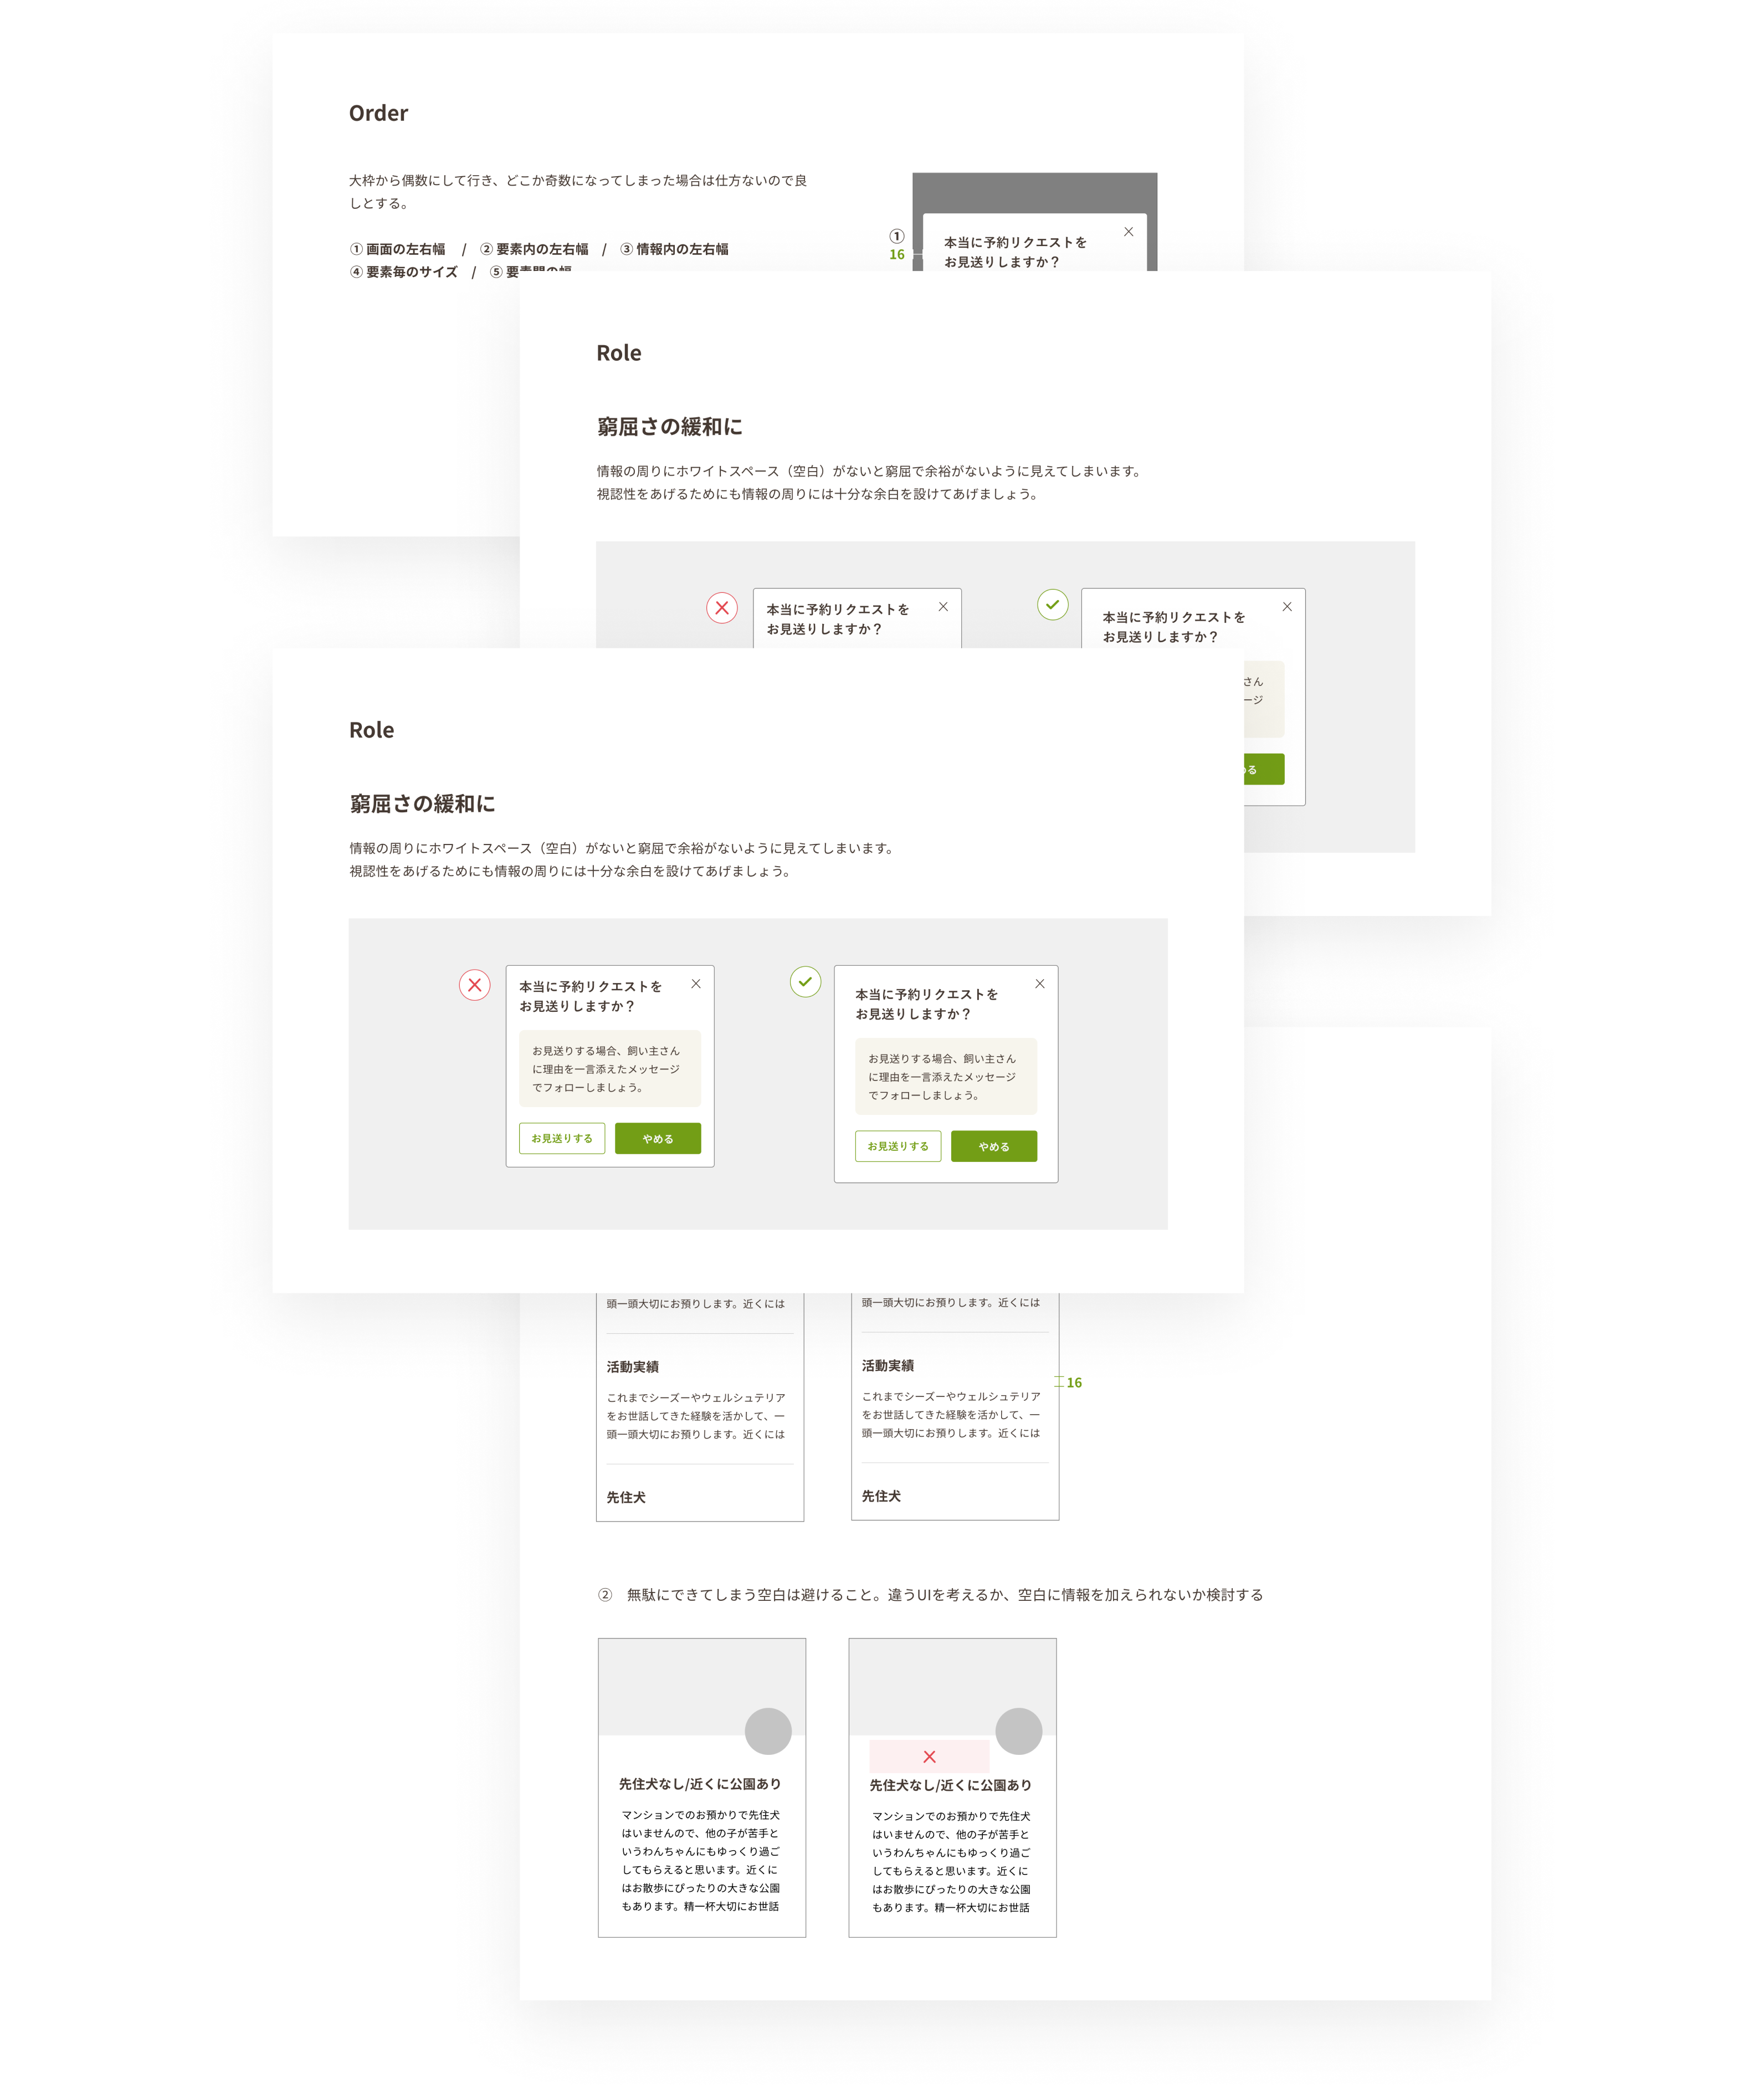 Order
大枠から偶数にして行き、どこか奇数になってしまった場合は仕方ないので良
しとする。
① 画面の左右幅 / ② 要素内の左右幅 / ③ 情報内の左右幅
④ 要素毎のサイズ / ⑤ 要素間の幅
①
16
本当に予約リクエストを
お見送りしますか？
Role
窮屈さの緩和に
情報の周りにホワイトスペース（空白）がないと窮屈で余裕がないように見えてしまいます。
視認性をあげるためにも情報の周りには十分な余白を設けてあげましょう。
本当に予約リクエストを
お見送りしますか？
本当に予約リクエストを
お見送りしますか？
さん
ージ
める
Role
窮屈さの緩和に
情報の周りにホワイトスペース（空白）がないと窮屈で余裕がないように見えてしまいます。
視認性をあげるためにも情報の周りには十分な余白を設けてあげましょう。
本当に予約リクエストを
お見送りしますか？
お見送りする場合、飼い主さん
に理由を一言添えたメッセージ
でフォローしましょう。
お見送りする
やめる
本当に予約リクエストを
お見送りしますか？
お見送りする場合、飼い主さん
に理由を一言添えたメッセージ
でフォローしましょう。
お見送りする
やめる
頭一頭大切にお預りします。近くには
活動実績
これまでシーズーやウェルシュテリア
をお世話してきた経験を活かして、一
頭一頭大切にお預りします。近くには
先住犬
頭一頭大切にお預りします。近くには
活動実績
これまでシーズーやウェルシュテリア
をお世話してきた経験を活かして、一
頭一頭大切にお預りします。近くには
先住犬
16
② 無駄にできてしまう空白は避けること。違うUIを考えるか、空白に情報を加えられないか検討する
先住犬なし/近くに公園あり
マンションでのお預かりで先住犬
はいませんので、他の子が苦手と
いうわんちゃんにもゆっくり過ご
してもらえると思います。近くに
はお散歩にぴったりの大きな公園
もあります。精一杯大切にお世話
先住犬なし/近くに公園あり
マンションでのお預かりで先住犬
はいませんので、他の子が苦手と
いうわんちゃんにもゆっくり過ご
してもらえると思います。近くに
はお散歩にぴったりの大きな公園
もあります。精一杯大切にお世話